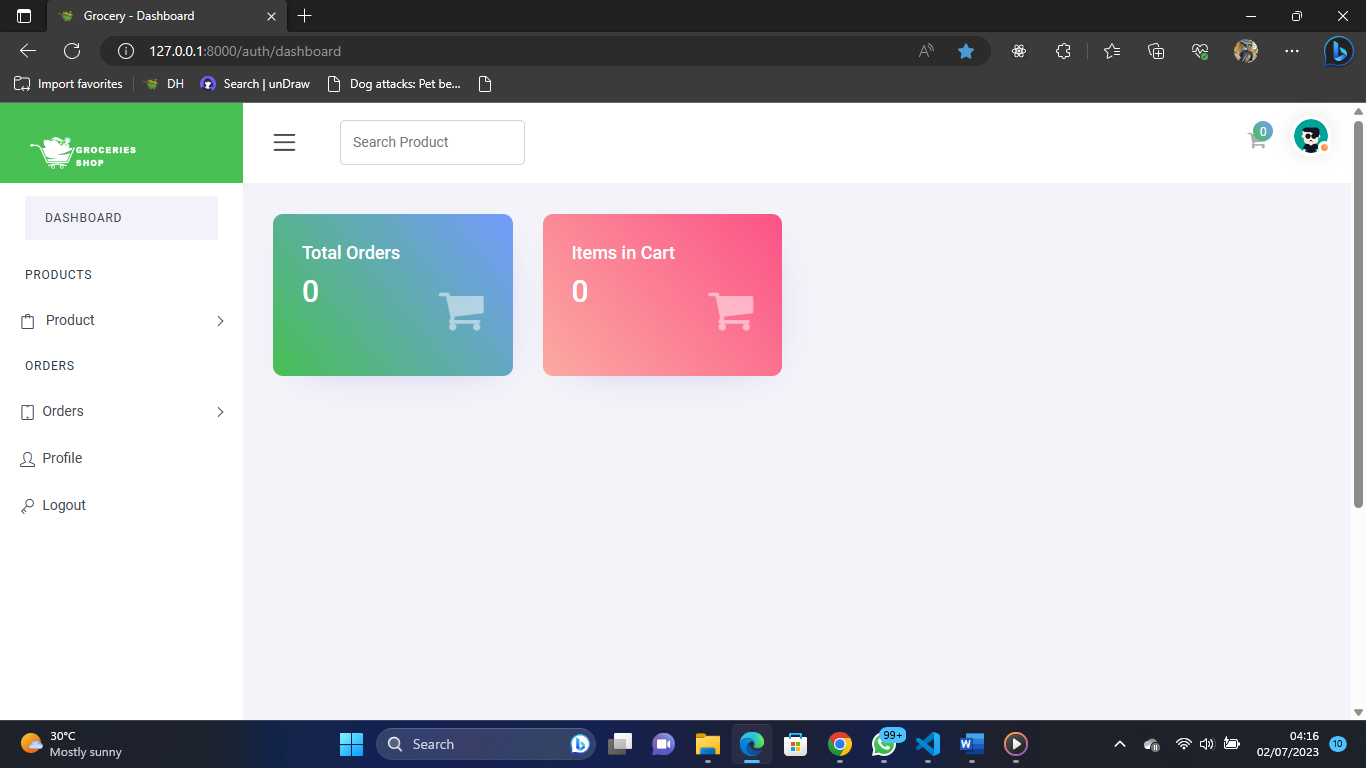 Grocery - Dashboard
127.0.0.1:8000/auth/dashboard
Import favorites
DH
Search | unDraw
Dog attacks: Pet be...
GROCERIES
SHOP
Search Product
0
DASHBOARD
PRODUCTS
Product
ORDERS
Orders
Profile
Logout
Total Orders
0
Items in Cart
0
30°C
Mostly sunny
Search
99+
04:16
02/07/2023
10